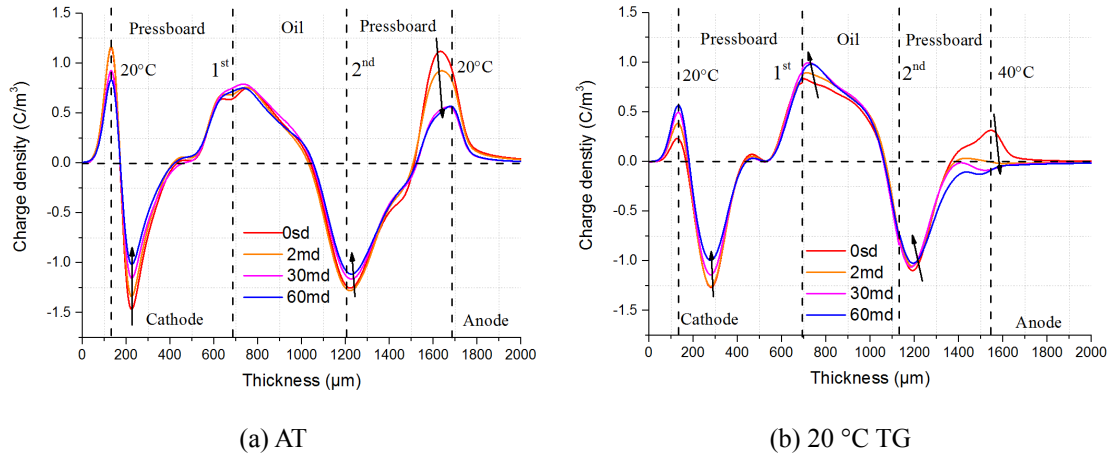 1.5
1.0
0.5
0.0
-0.5
-1.0
-1.5
Charge density (C/m³)
0 200 400 600 800 1000 1200 1400 1600 1800 2000
Thickness (µm)
Pressboard Oil Pressboard
20°C 1st 2nd 20°C
0sd
2md
30md
60md
Cathode Anode
(a) AT
1.5
1.0
0.5
0.0
-0.5
-1.0
-1.5
Charge density (C/m³)
0 200 400 600 800 1000 1200 1400 1600 1800 2000
Thickness (µm)
Pressboard Oil Pressboard
20°C 1st 2nd 40°C
0sd
2md
30md
60md
Cathode Anode
(b) 20 °C TG